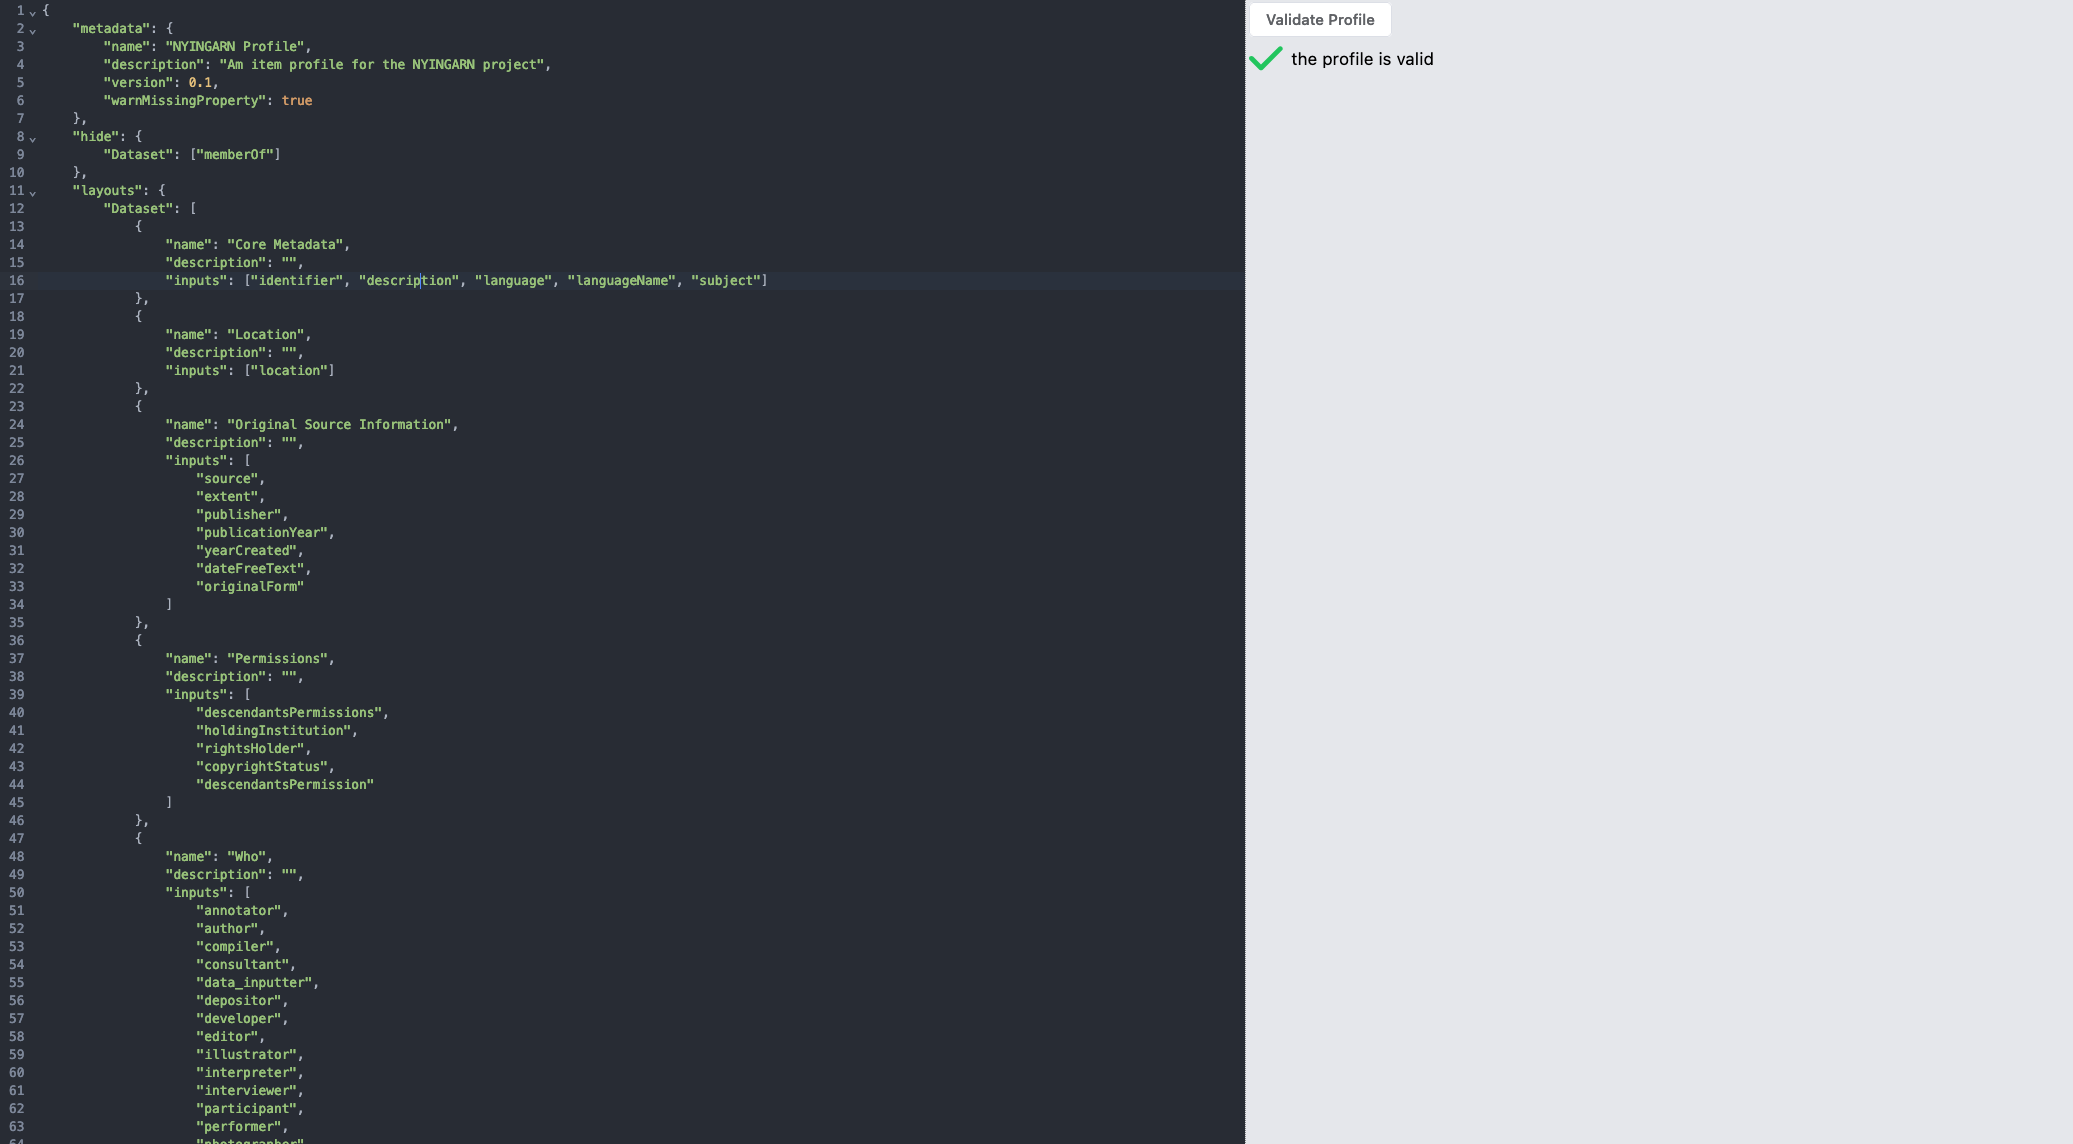 1 {
2 "metadata": {
3 "name": "NYINGARN Profile",
4 "description": "Am item profile for the NYINGARN project",
5 "version": 0.1,
6 "warnMissingProperty": true
7 },
8 "hide": {
9 "Dataset": ["memberOf"]
10 },
11 "layouts": {
12 "Dataset": [
13 {
14 "name": "Core Metadata",
15 "description": "",
16 "inputs": ["identifier", "description", "language", "languageName", "subject"]
17 },
18 {
19 "name": "Location",
20 "description": "",
21 "inputs": ["location"]
22 },
23 {
24 "name": "Original Source Information",
25 "description": "",
26 "inputs": [
27 "source",
28 "extent",
29 "publisher",
30 "publicationYear",
31 "yearCreated",
32 "dateFreeText",
33 "originalForm"
34 ]
35 },
36 {
37 "name": "Permissions",
38 "description": "",
39 "inputs": [
40 "descendantsPermissions",
41 "holdingInstitution",
42 "rightsHolder",
43 "copyrightStatus",
44 "descendantsPermission"
45 ]
46 },
47 {
48 "name": "Who",
49 "description": "",
50 "inputs": [
51 "annotator",
52 "author",
53 "compiler",
54 "consultant",
55 "data_inputter",
56 "depositor",
57 "developer",
58 "editor",
59 "illustrator",
60 "interpreter",
61 "interviewer",
62 "participant",
63 "performer",
64 "photographer",
Validate Profile
the profile is valid